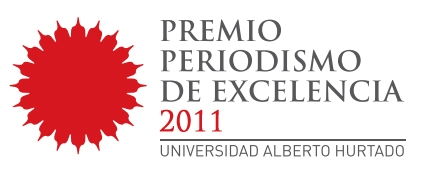 PREMIO
PERIODISMO
DE EXCELENCIA
2011
UNIVERSIDAD ALBERTO HURTADO